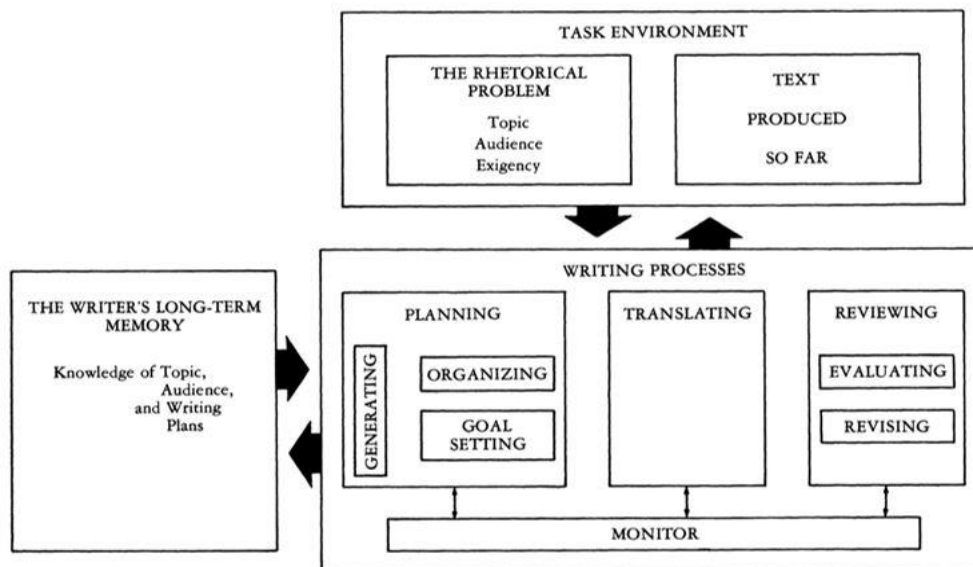 TASK ENVIRONMENT
THE RHETORICAL
PROBLEM
Topic
Audience
Exigency
TEXT
PRODUCED
SO FAR
THE WRITER'S LONG-TERM
MEMORY
Knowledge of Topic,
Audience,
and Writing
Plans
WRITING PROCESSES
PLANNING
GENERATING
ORGANIZING
GOAL
SETTING
TRANSLATING
REVIEWING
EVALUATING
REVISING
MONITOR